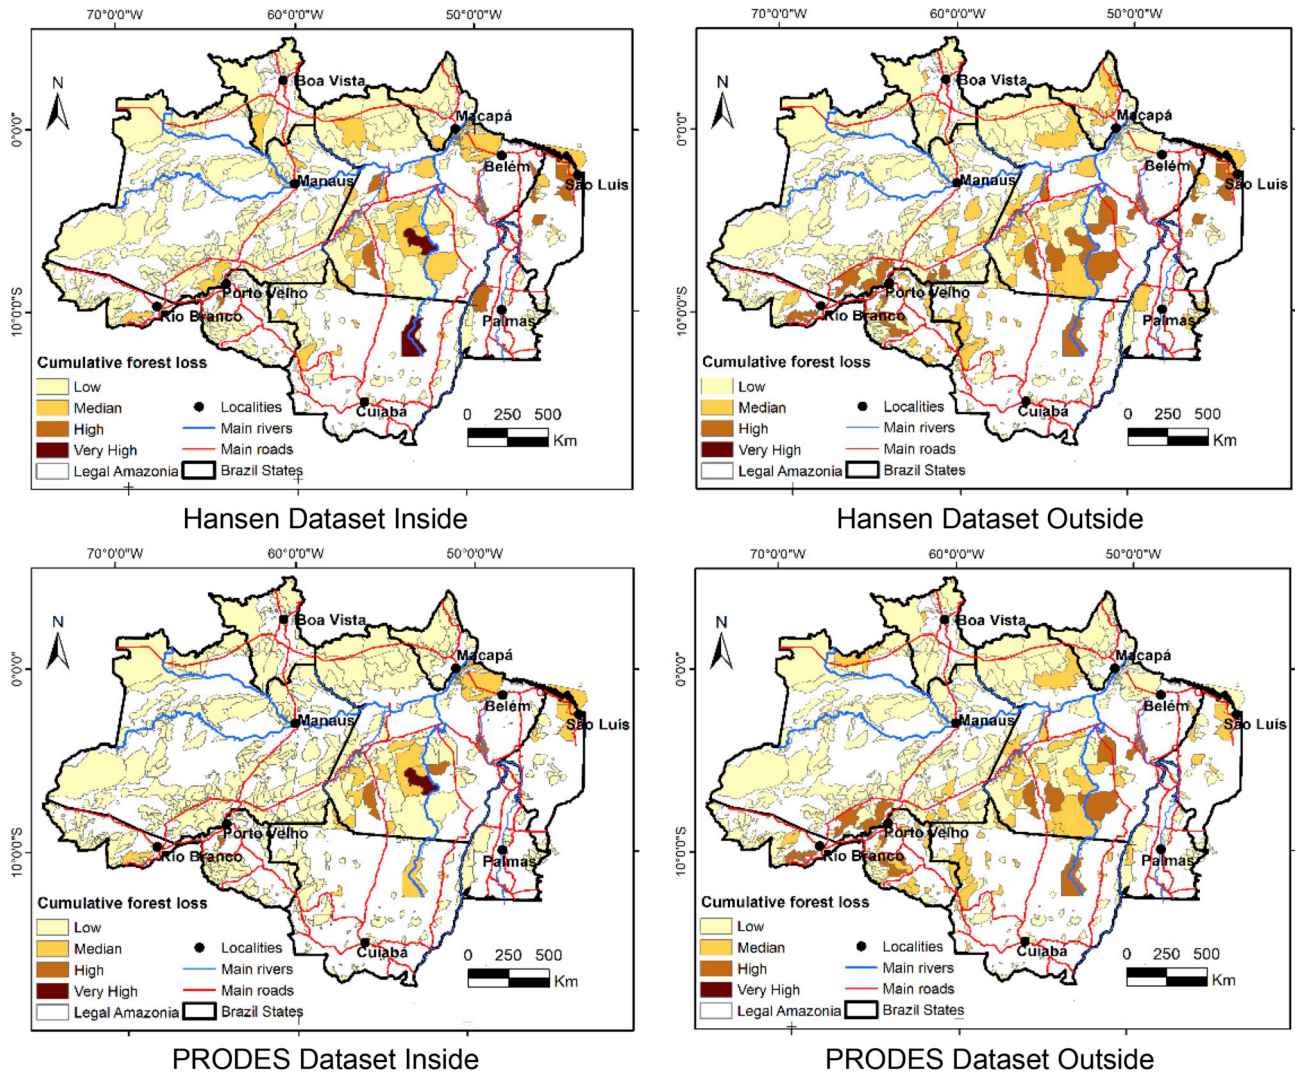 70°0'0"W 60°0'0"W 50°0'0"W
N
0°0'0"
10°0'0"S
Boa Vista
Macapá
Belém
São Luís
Manaus
Porto Velho
Rio Branco
Palmas
Cuiabá
Cumulative forest loss
Low
Median
High
Very High
Legal Amazonia
Localities
Main rivers
Main roads
Brazil States
0 250 500
Km
Hansen Dataset Inside
70°0'0"W 60°0'0"W 50°0'0"W
N
0°0'0"
10°0'0"S
Boa Vista
Macapá
Belém
São Luís
Manaus
Porto Velho
Rio Branco
Palmas
Cuiabá
Cumulative forest loss
Low
Median
High
Very High
Legal Amazonia
Localities
Main rivers
Main roads
Brazil States
0 250 500
Km
Hansen Dataset Outside
70°0'0"W 60°0'0"W 50°0'0"W
N
0°0'0"
10°0'0"S
Boa Vista
Macapá
Belém
São Luís
Manaus
Porto Velho
Rio Branco
Palmas
Cuiabá
Cumulative forest loss
Low
Median
High
Very High
Legal Amazonia
Localities
Main rivers
Main roads
Brazil States
0 250 500
Km
PRODES Dataset Inside
70°0'0"W 60°0'0"W 50°0'0"W
N
0°0'0"
10°0'0"S
Boa Vista
Macapá
Belém
São Luís
Manaus
Porto Velho
Rio Branco
Palmas
Cuiabá
Cumulative forest loss
Low
Median
High
Very High
Legal Amazonia
Localities
Main rivers
Main roads
Brazil States
0 250 500
Km
PRODES Dataset Outside